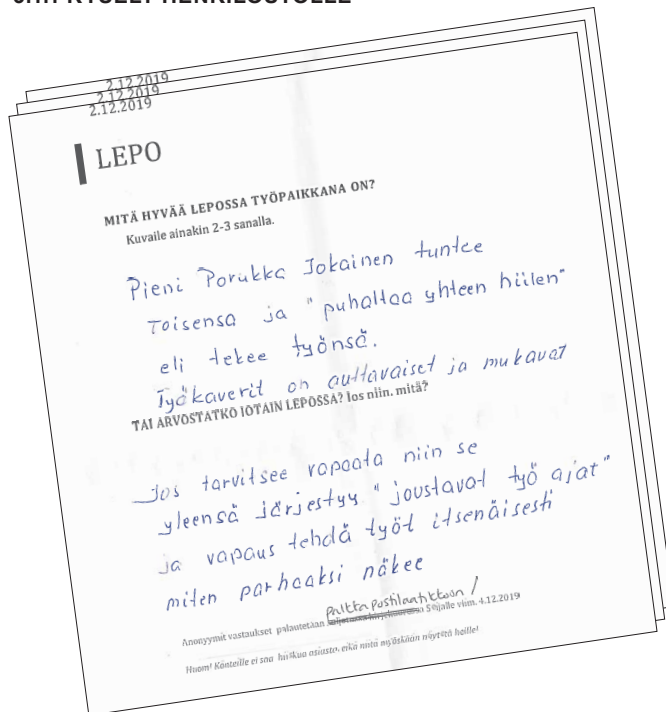 2.12.2019
2.12.2019
2.12.2019
LEPO
MITÄ HYVÄÄ LEPOSSA TYÖPAIKKANA ON?
Kuvaile ainakin 2-3 sanalla.
Pieni Porukka Jokainen tuntee
Toisensa ja "puhaltaa yhteen hiilen"
eli tekee työnsä.
Työkaverit on auttavaiset ja mukavat
TAI ARVOSTATKO JOTAIN LEPOSSA? Jos niin, mitä?
Jos tarvitsee vapaata niin se
yleensä järjestyy "joustavat työ ajat"
ja vapaus tehdä työt itsenäisesti
miten parhaaksi näkee
palkka postilaatikkoon /
Anonyymit vastaukset palautetaan viim. 4.12.2019
Huom! asiasta, eikä niitä myöskään näytetä heille!